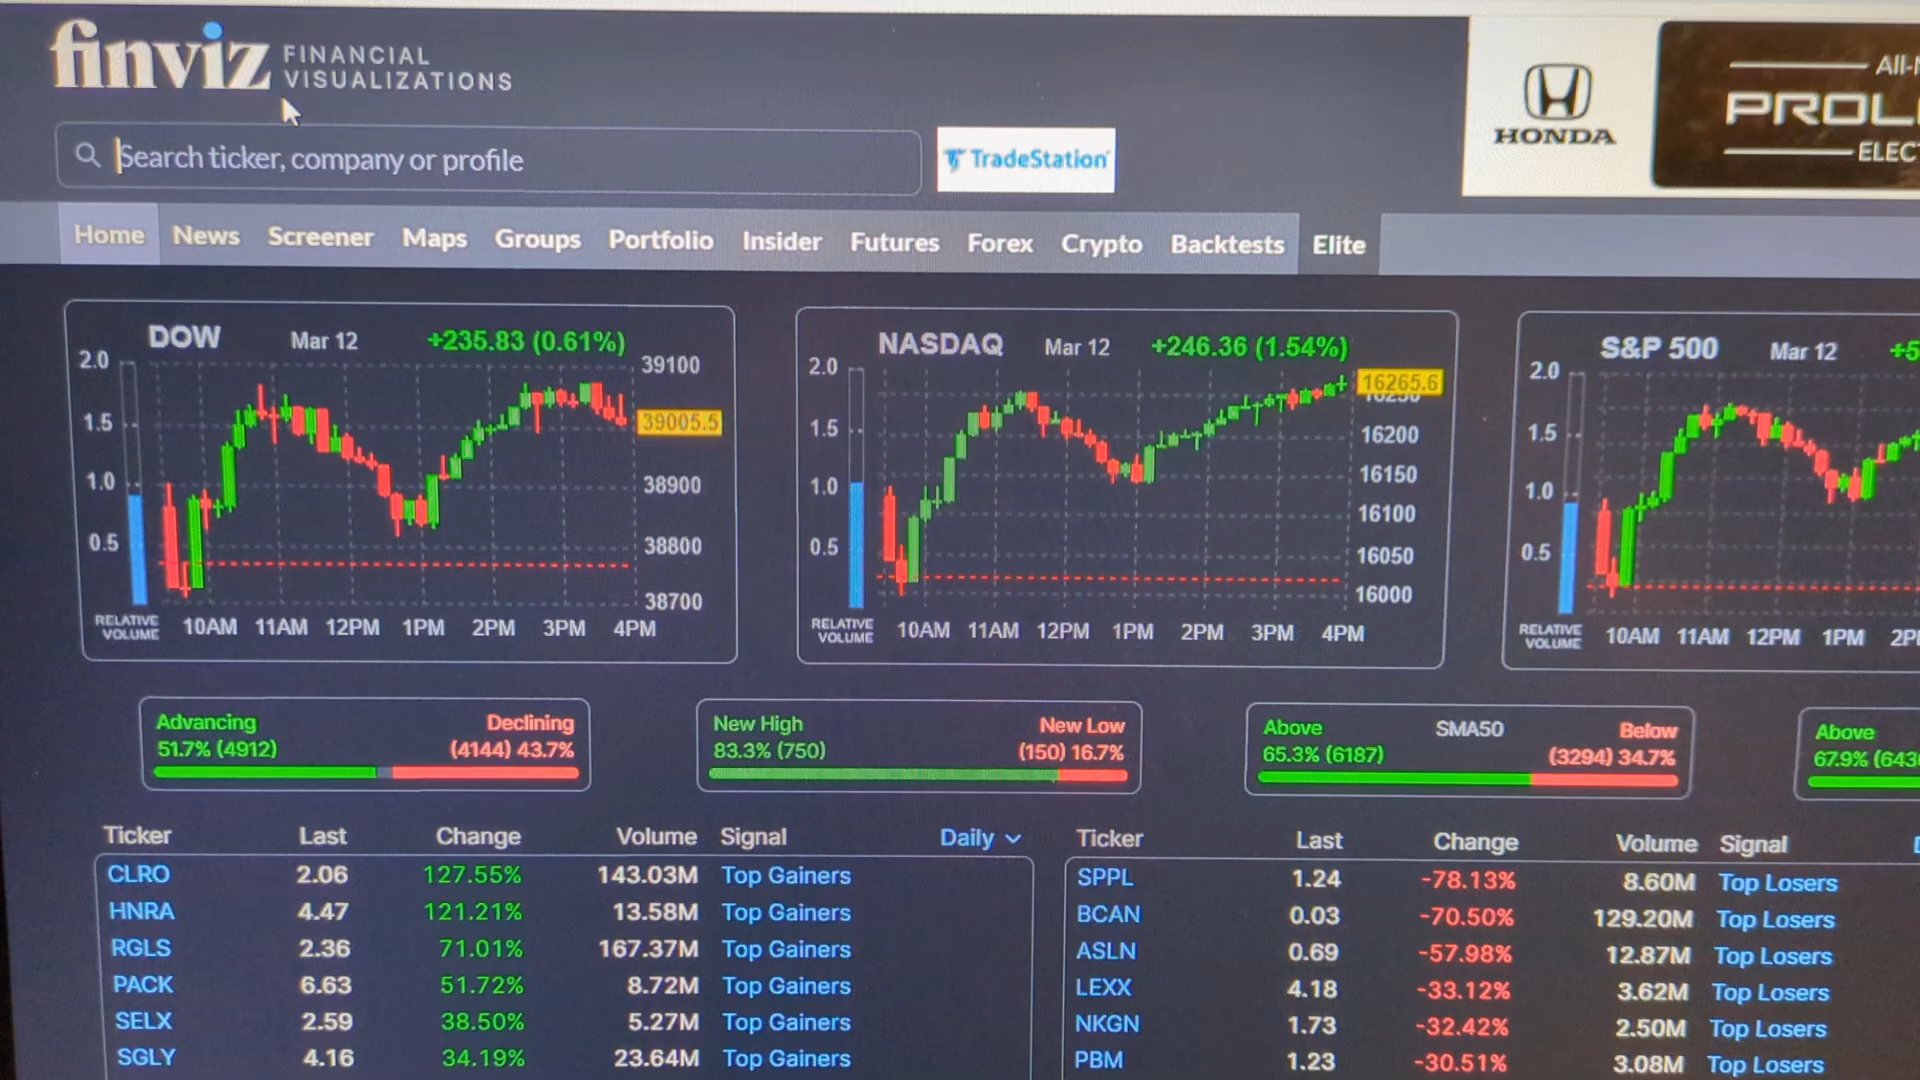 finviz FINANCIAL
VISUALIZATIONS
Search ticker, company or profile
TradeStation
HONDA
Home News Screener Maps Groups Portfolio Insider Futures Forex Crypto Backtests Elite
DOW Mar 12 +235.83 (0.61%)
2.0
1.5
1.0
0.5
39100
39005.5
38900
38800
38700
RELATIVE
VOLUME
10AM 11AM 12PM 1PM 2PM 3PM 4PM
NASDAQ Mar 12 +246.36 (1.54%)
2.0
1.5
1.0
0.5
16265.6
16250
16200
16150
16100
16050
16000
RELATIVE
VOLUME
10AM 11AM 12PM 1PM 2PM 3PM 4PM
S&P 500 Mar 12 +5
2.0
1.5
1.0
0.5
RELATIVE
VOLUME
10AM 11AM 12PM 1PM
Advancing Declining
51.7% (4912) (4144) 43.7%
New High New Low
83.3% (750) (150) 16.7%
Above SMA50 Below
65.3% (6187) (3294) 34.7%
Above
67.9% (643
Ticker Last Change Volume Signal Daily
CLRO 2.06 127.55% 143.03M Top Gainers
HNRA 4.47 121.21% 13.58M Top Gainers
RGLS 2.36 71.01% 167.37M Top Gainers
PACK 6.63 51.72% 8.72M Top Gainers
SELX 2.59 38.50% 5.27M Top Gainers
SGLY 4.16 34.19% 23.64M Top Gainers
Ticker Last Change Volume Signal
SPPL 1.24 -78.13% 8.60M Top Losers
BCAN 0.03 -70.50% 129.20M Top Losers
ASLN 0.69 -57.98% 12.87M Top Losers
LEXX 4.18 -33.12% 3.62M Top Losers
NKGN 1.73 -32.42% 2.50M Top Losers
PBM 1.23 -30.51% 3.08M Top Losers